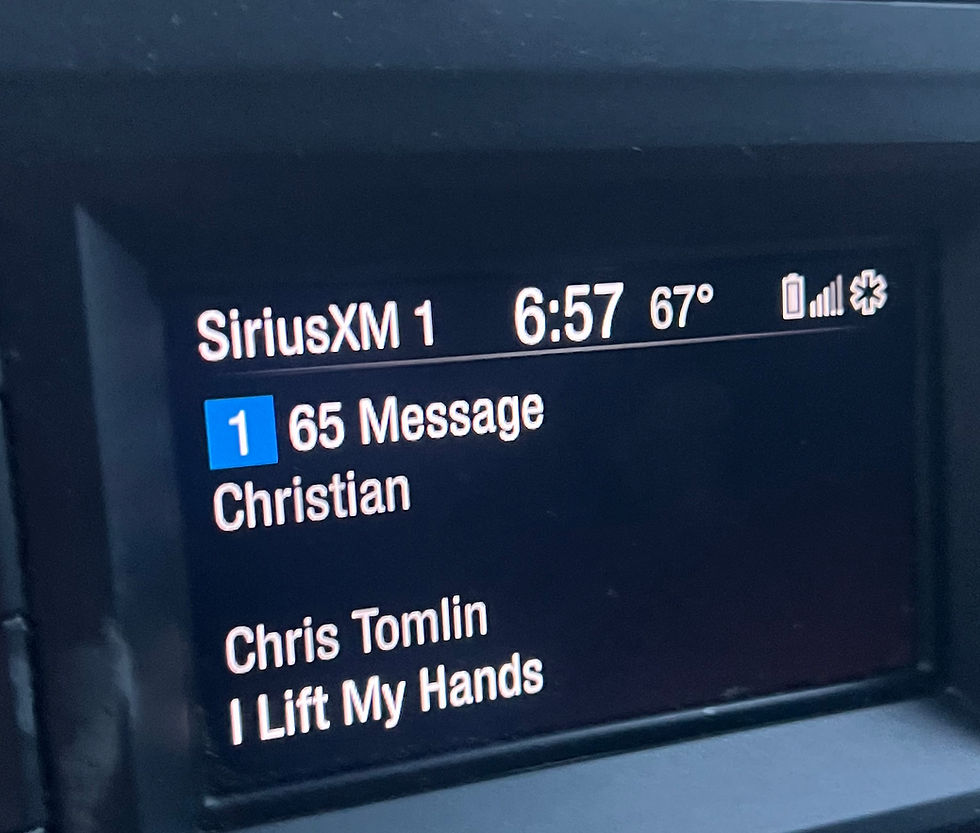 SiriusXM 1 6:57 67°
1 65 Message
Christian
Chris Tomlin
I Lift My Hands